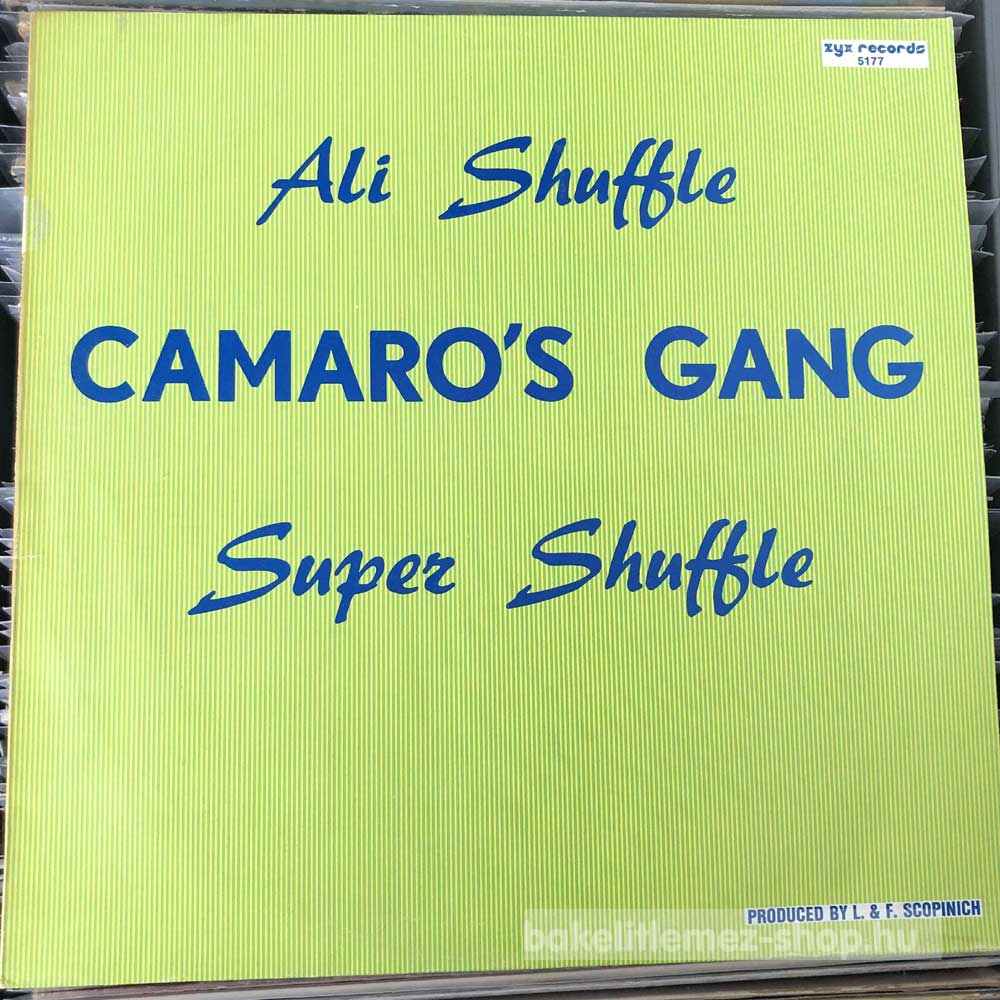 zyx records
5177
Ali Shuffle
CAMARO'S GANG
Super Shuffle
PRODUCED BY L. & F. SCOPINICH
bakelitlemez-shop.hu